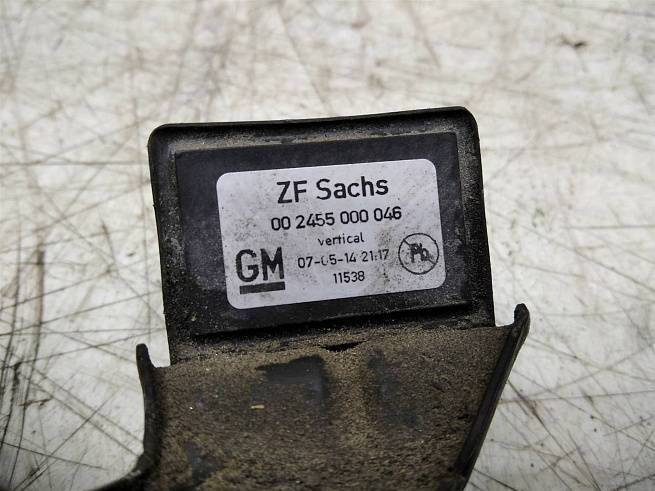 ZF Sachs
00 2455 000 046
vertical
GM 07-05-14 21:17 Pb
11538